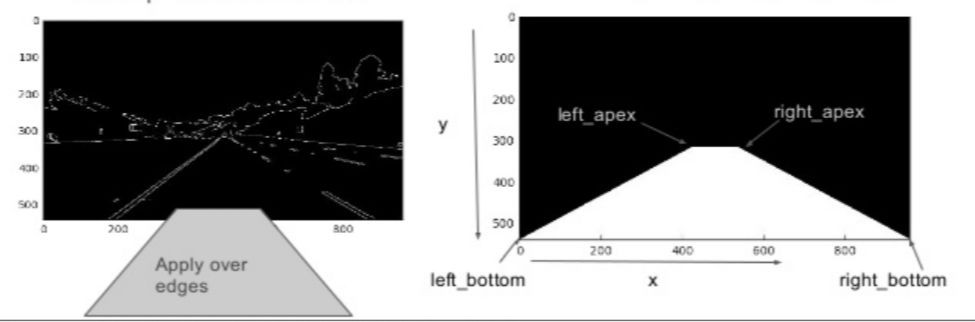 0
100
200
300
400
500
0 200 800
Apply over
edges
y
0
100
200
300
400
500
left_apex
right_apex
0 200 400 600 800
left_bottom
x
right_bottom